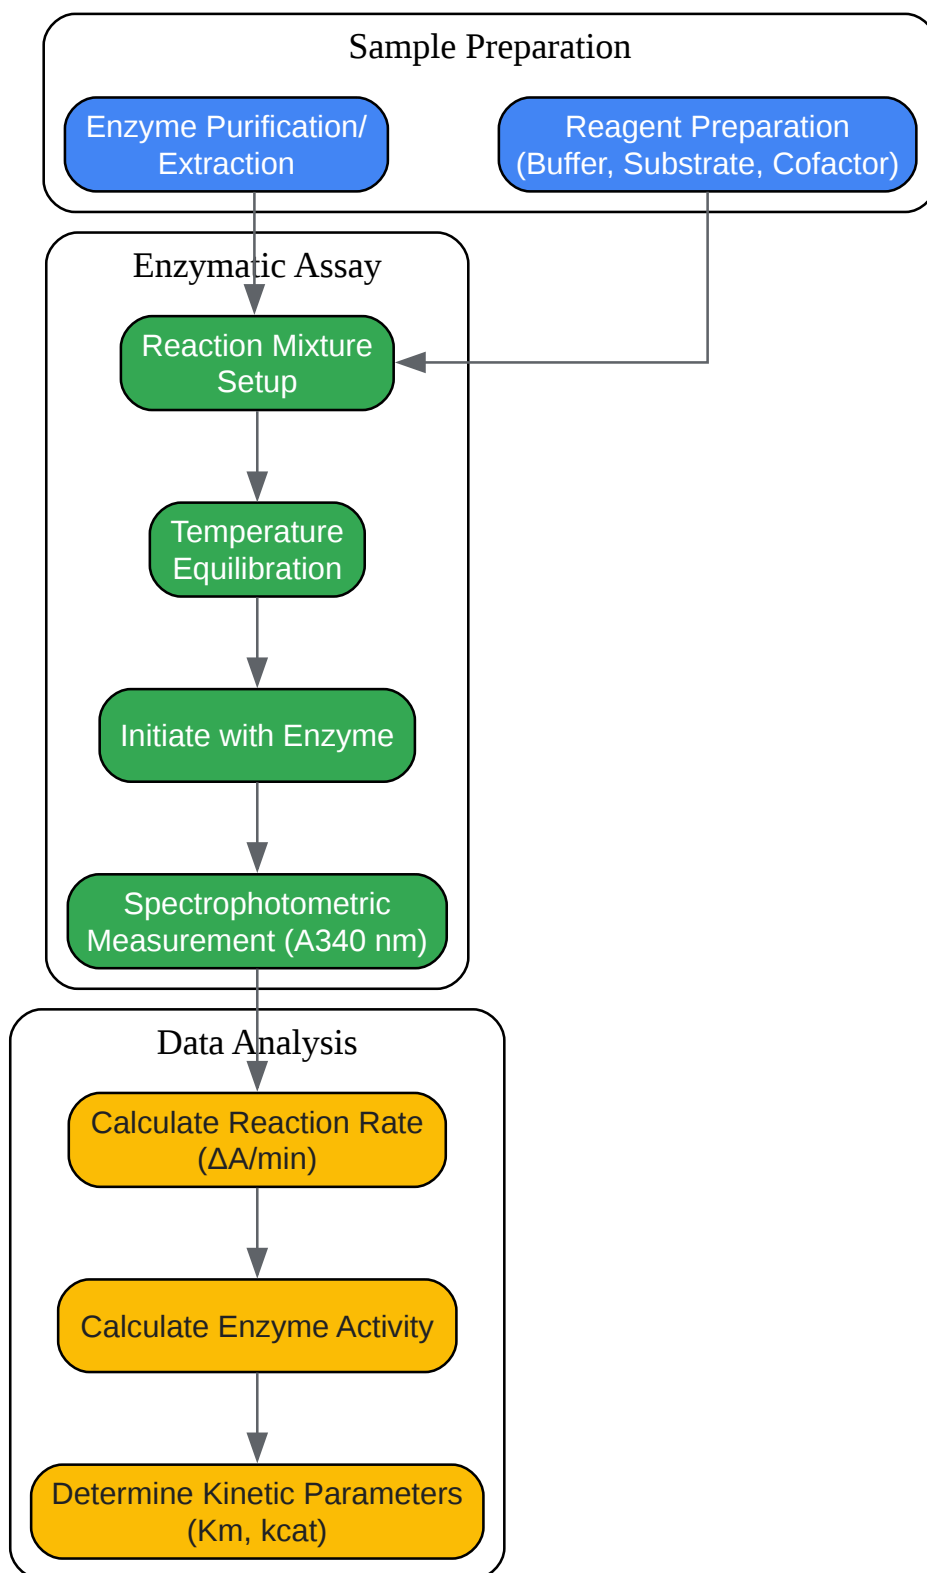 Sample Preparation
Enzyme Purification/
Extraction
Reagent Preparation
(Buffer, Substrate, Cofactor)
Enzymatic Assay
Reaction Mixture
Setup
Temperature
Equilibration
Initiate with Enzyme
Spectrophotometric
Measurement (A340 nm)
Data Analysis
Calculate Reaction Rate
(ΔA/min)
Calculate Enzyme Activity
Determine Kinetic Parameters
(Km, kcat)